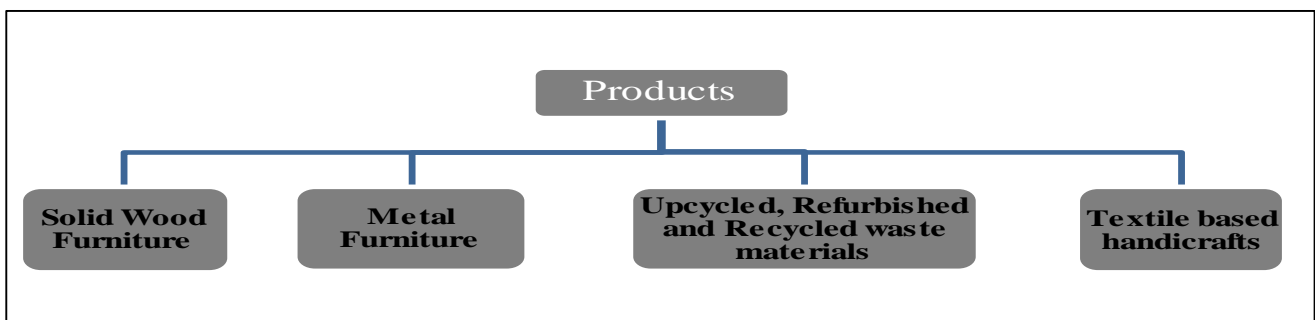 Products
Solid Wood
Furniture
Metal
Furniture
Upcycled, Refurbished
and Recycled waste
materials
Textile based
handicrafts